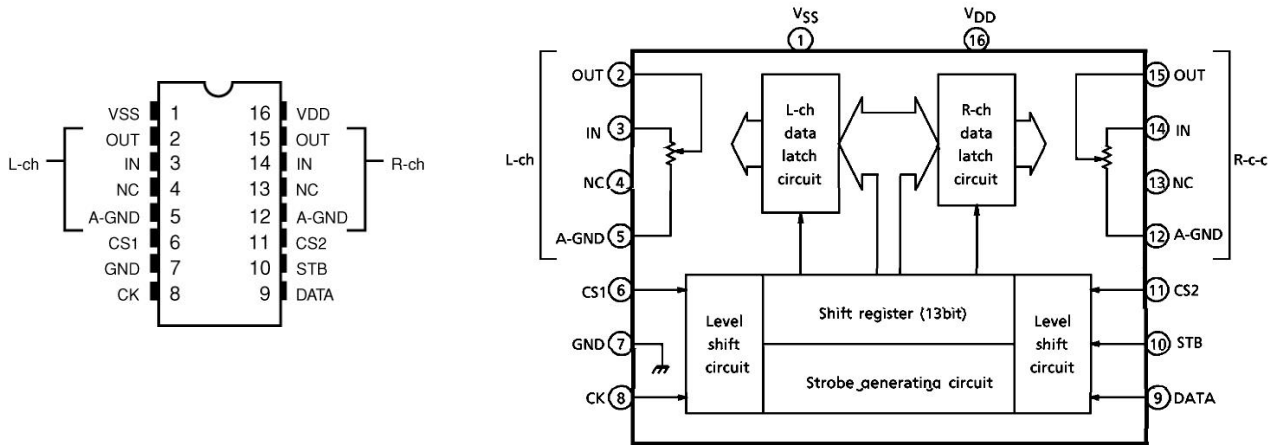 VSS 1 16 VDD
OUT 2 15 OUT
IN 3 14 IN
NC 4 13 NC
A-GND 5 12 A-GND
L-ch R-ch
CS1 6 11 CS2
GND 7 10 STB
CK 8 9 DATA
VSS VDD
1 16
OUT 2 15 OUT
IN 3 14 IN
L-ch R-c-c
NC 4 13 NC
A-GND 5 12 A-GND
L-ch
data
latch
circuit
R-ch
data
latch
circuit
CS1 6 11 CS2
GND 7 10 STB
CK 8 9 DATA
Level
shift
circuit
Shift register (13bit)
Strobe generating circuit
Level
shift
circuit